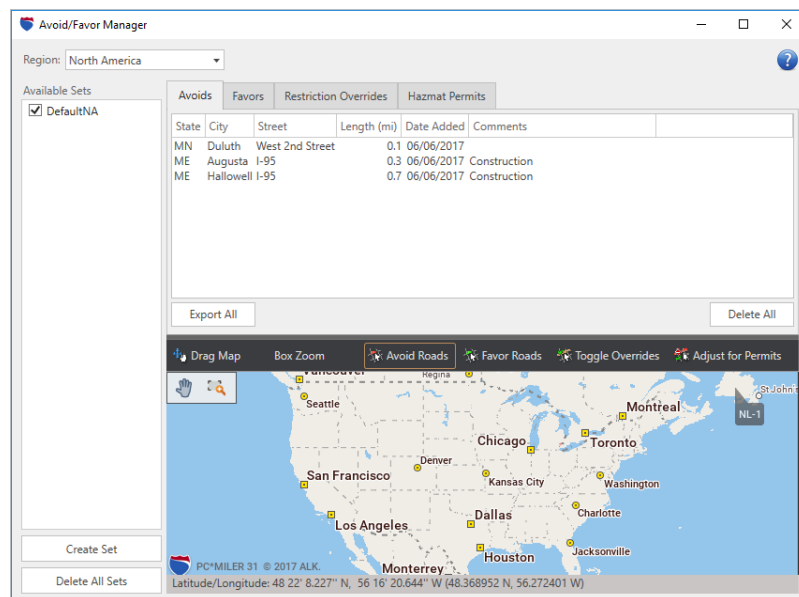 Avoid/Favor Manager
Region: North America
Available Sets
DefaultNA
Avoids Favors Restriction Overrides Hazmat Permits
State City Street Length (mi) Date Added Comments
MN Duluth West 2nd Street 0.1 06/06/2017
ME Augusta I-95 0.3 06/06/2017 Construction
ME Hallowell I-95 0.7 06/06/2017 Construction
Export All Delete All
Drag Map Box Zoom Avoid Roads Favor Roads Toggle Overrides Adjust for Permits
Vancouver Regina
St John's
Seattle Montreal NL-1
Chicago Toronto
Denver
San Francisco Kansas City Washington
Los Angeles Dallas Charlotte
Houston Jacksonville
Monterrey
PC*MILER 31 © 2017 ALK.
Latitude/Longitude: 48 22' 8.227'' N, 56 16' 20.644'' W (48.368952 N, 56.272401 W)
Create Set
Delete All Sets